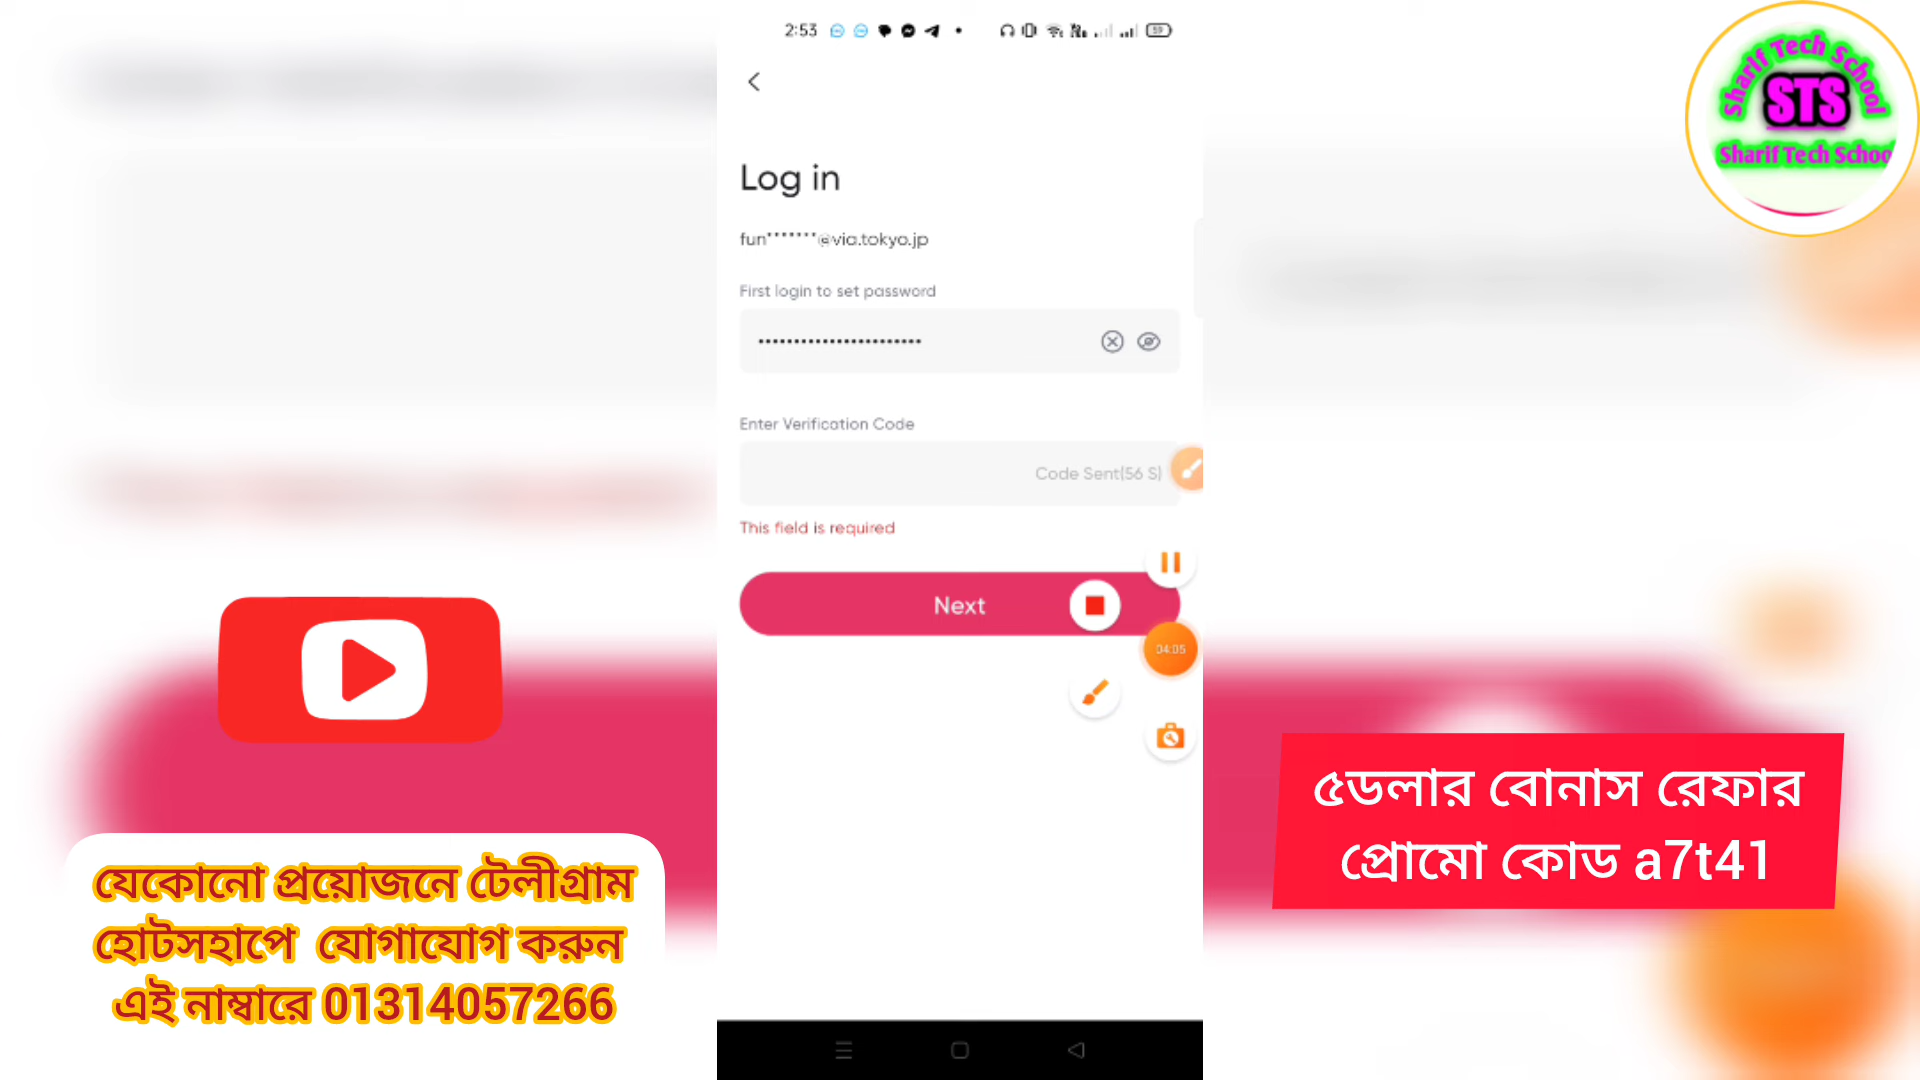 2:53
59
Log in
fun*******@via.tokyo.jp
First login to set password
Enter Verification Code
Code Sent(56 S)
This field is required
Next
04:05
Sharif Tech School
STS
Sharif Tech Schoo
যেকোনো প্রয়োজনে টেলীগ্রাম
হোটসহাপে যোগাযোগ করুন
এই নাম্বারে 01314057266
৫ডলার বোনাস রেফার
প্রোমো কোড a7t41